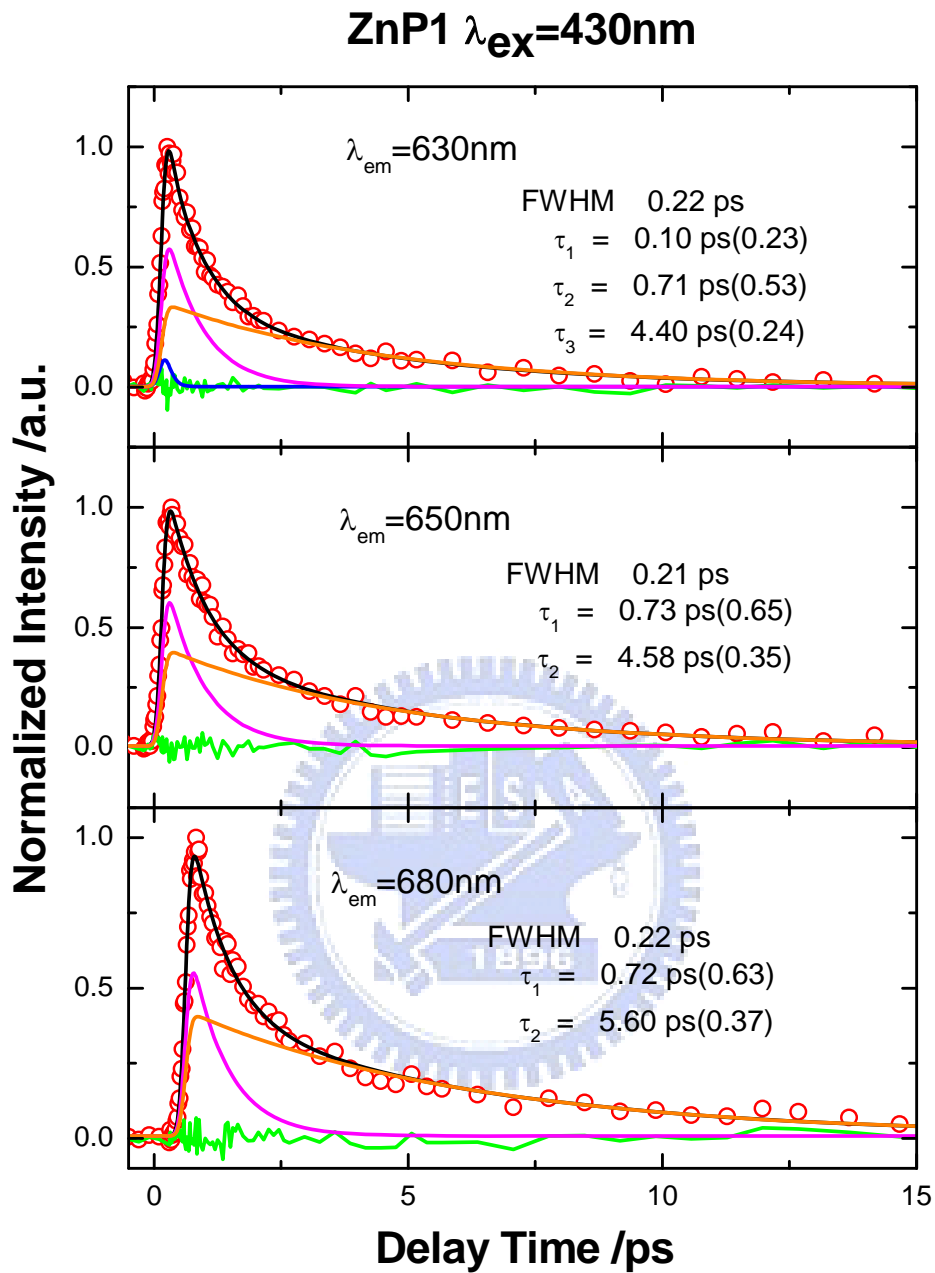 ZnP1 λex=430nm
Normalized Intensity /a.u.
1.0
0.5
0.0
λem=630nm
FWHM 0.22 ps
τ1 = 0.10 ps(0.23)
τ2 = 0.71 ps(0.53)
τ3 = 4.40 ps(0.24)
1.0
0.5
0.0
λem=650nm
FWHM 0.21 ps
τ1 = 0.73 ps(0.65)
τ2 = 4.58 ps(0.35)
E S A
1.0
0.5
0.0
λem=680nm
FWHM 0.22 ps
τ1 = 0.72 ps(0.63)
τ2 = 5.60 ps(0.37)
1896
0 5 10 15
Delay Time /ps